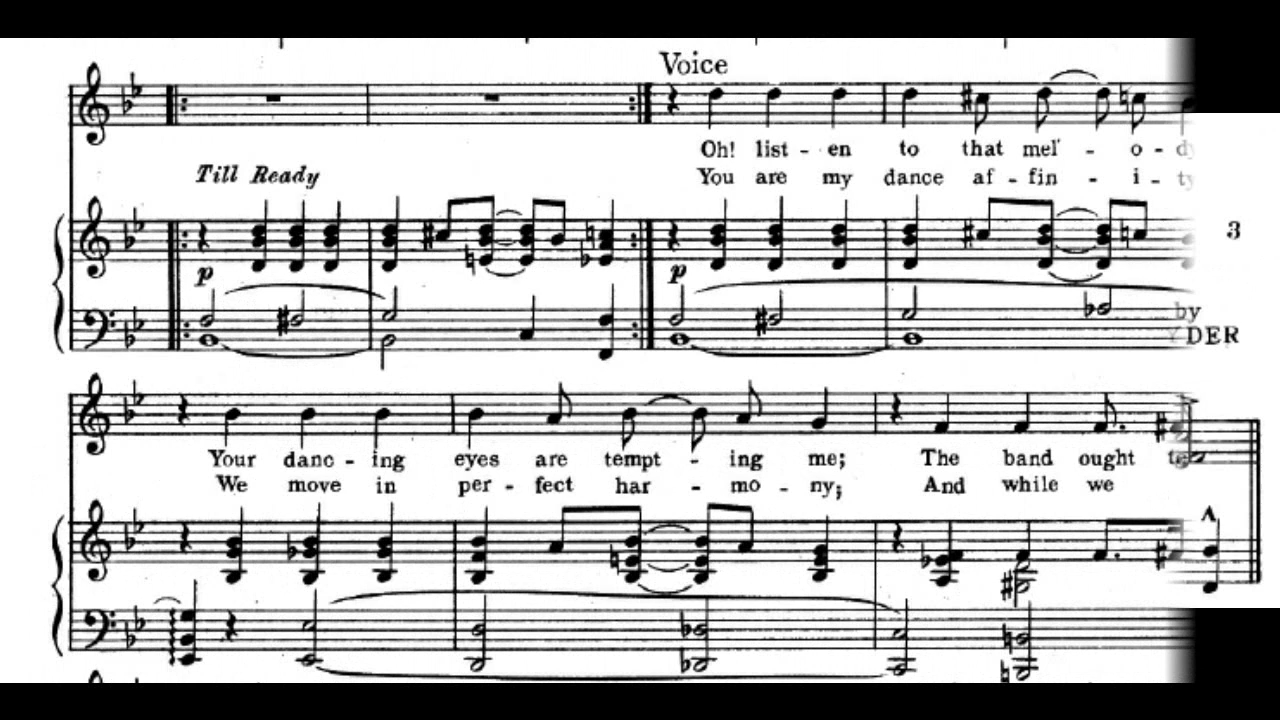 Voice
Oh! list - en to that mel - o - dy
Till Ready
You are my dance af - fin - i - ty
3
p
p
by
DER
Your danc - ing eyes are tempt - ing me; The band ought
We move in per - fect har - mo - ny; And while we